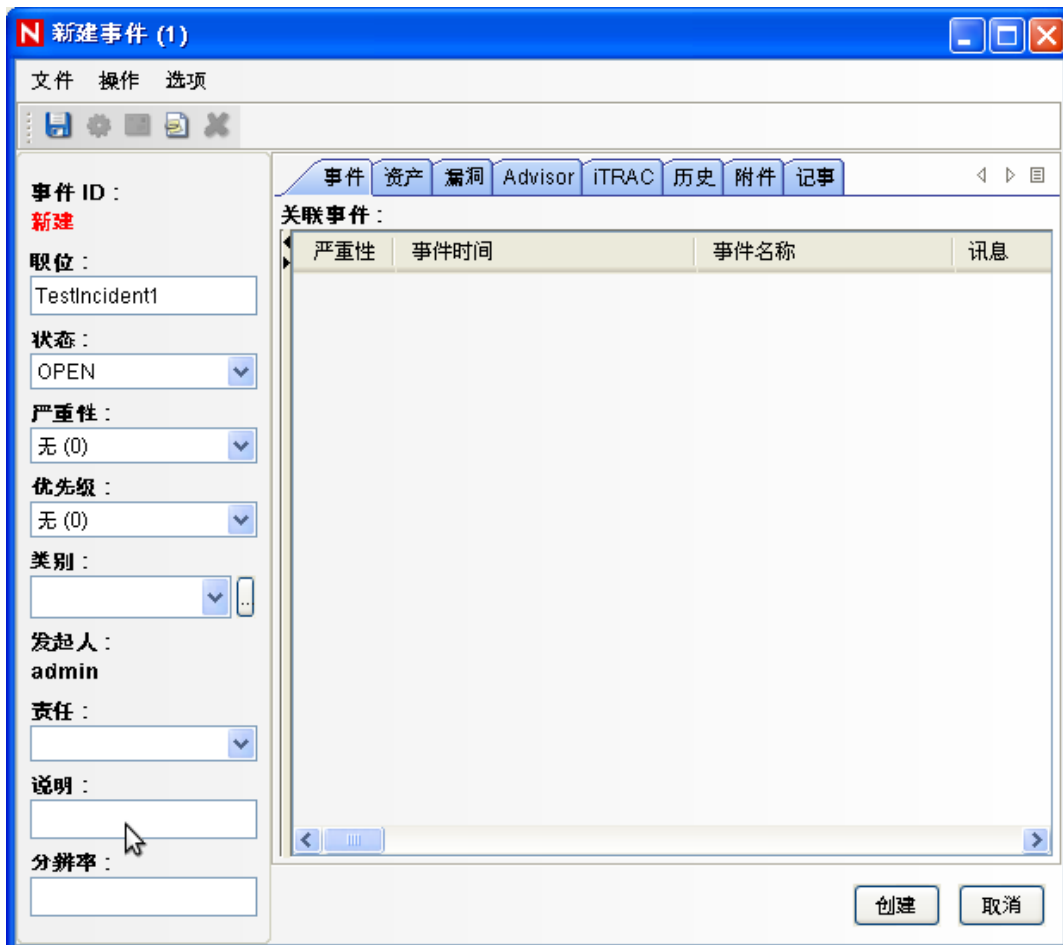 N 新建事件 (1)
文件 操作 选项
事件 ID：
新建
职位：
TestIncident1
状态：
OPEN
严重性：
无 (0)
优先级：
无 (0)
类别：
...
发起人：
admin
责任：
说明：
分辨率：
事件 资产 漏洞 Advisor iTRAC 历史 附件 记事
关联事件：
严重性 事件时间 事件名称 讯息
创建 取消